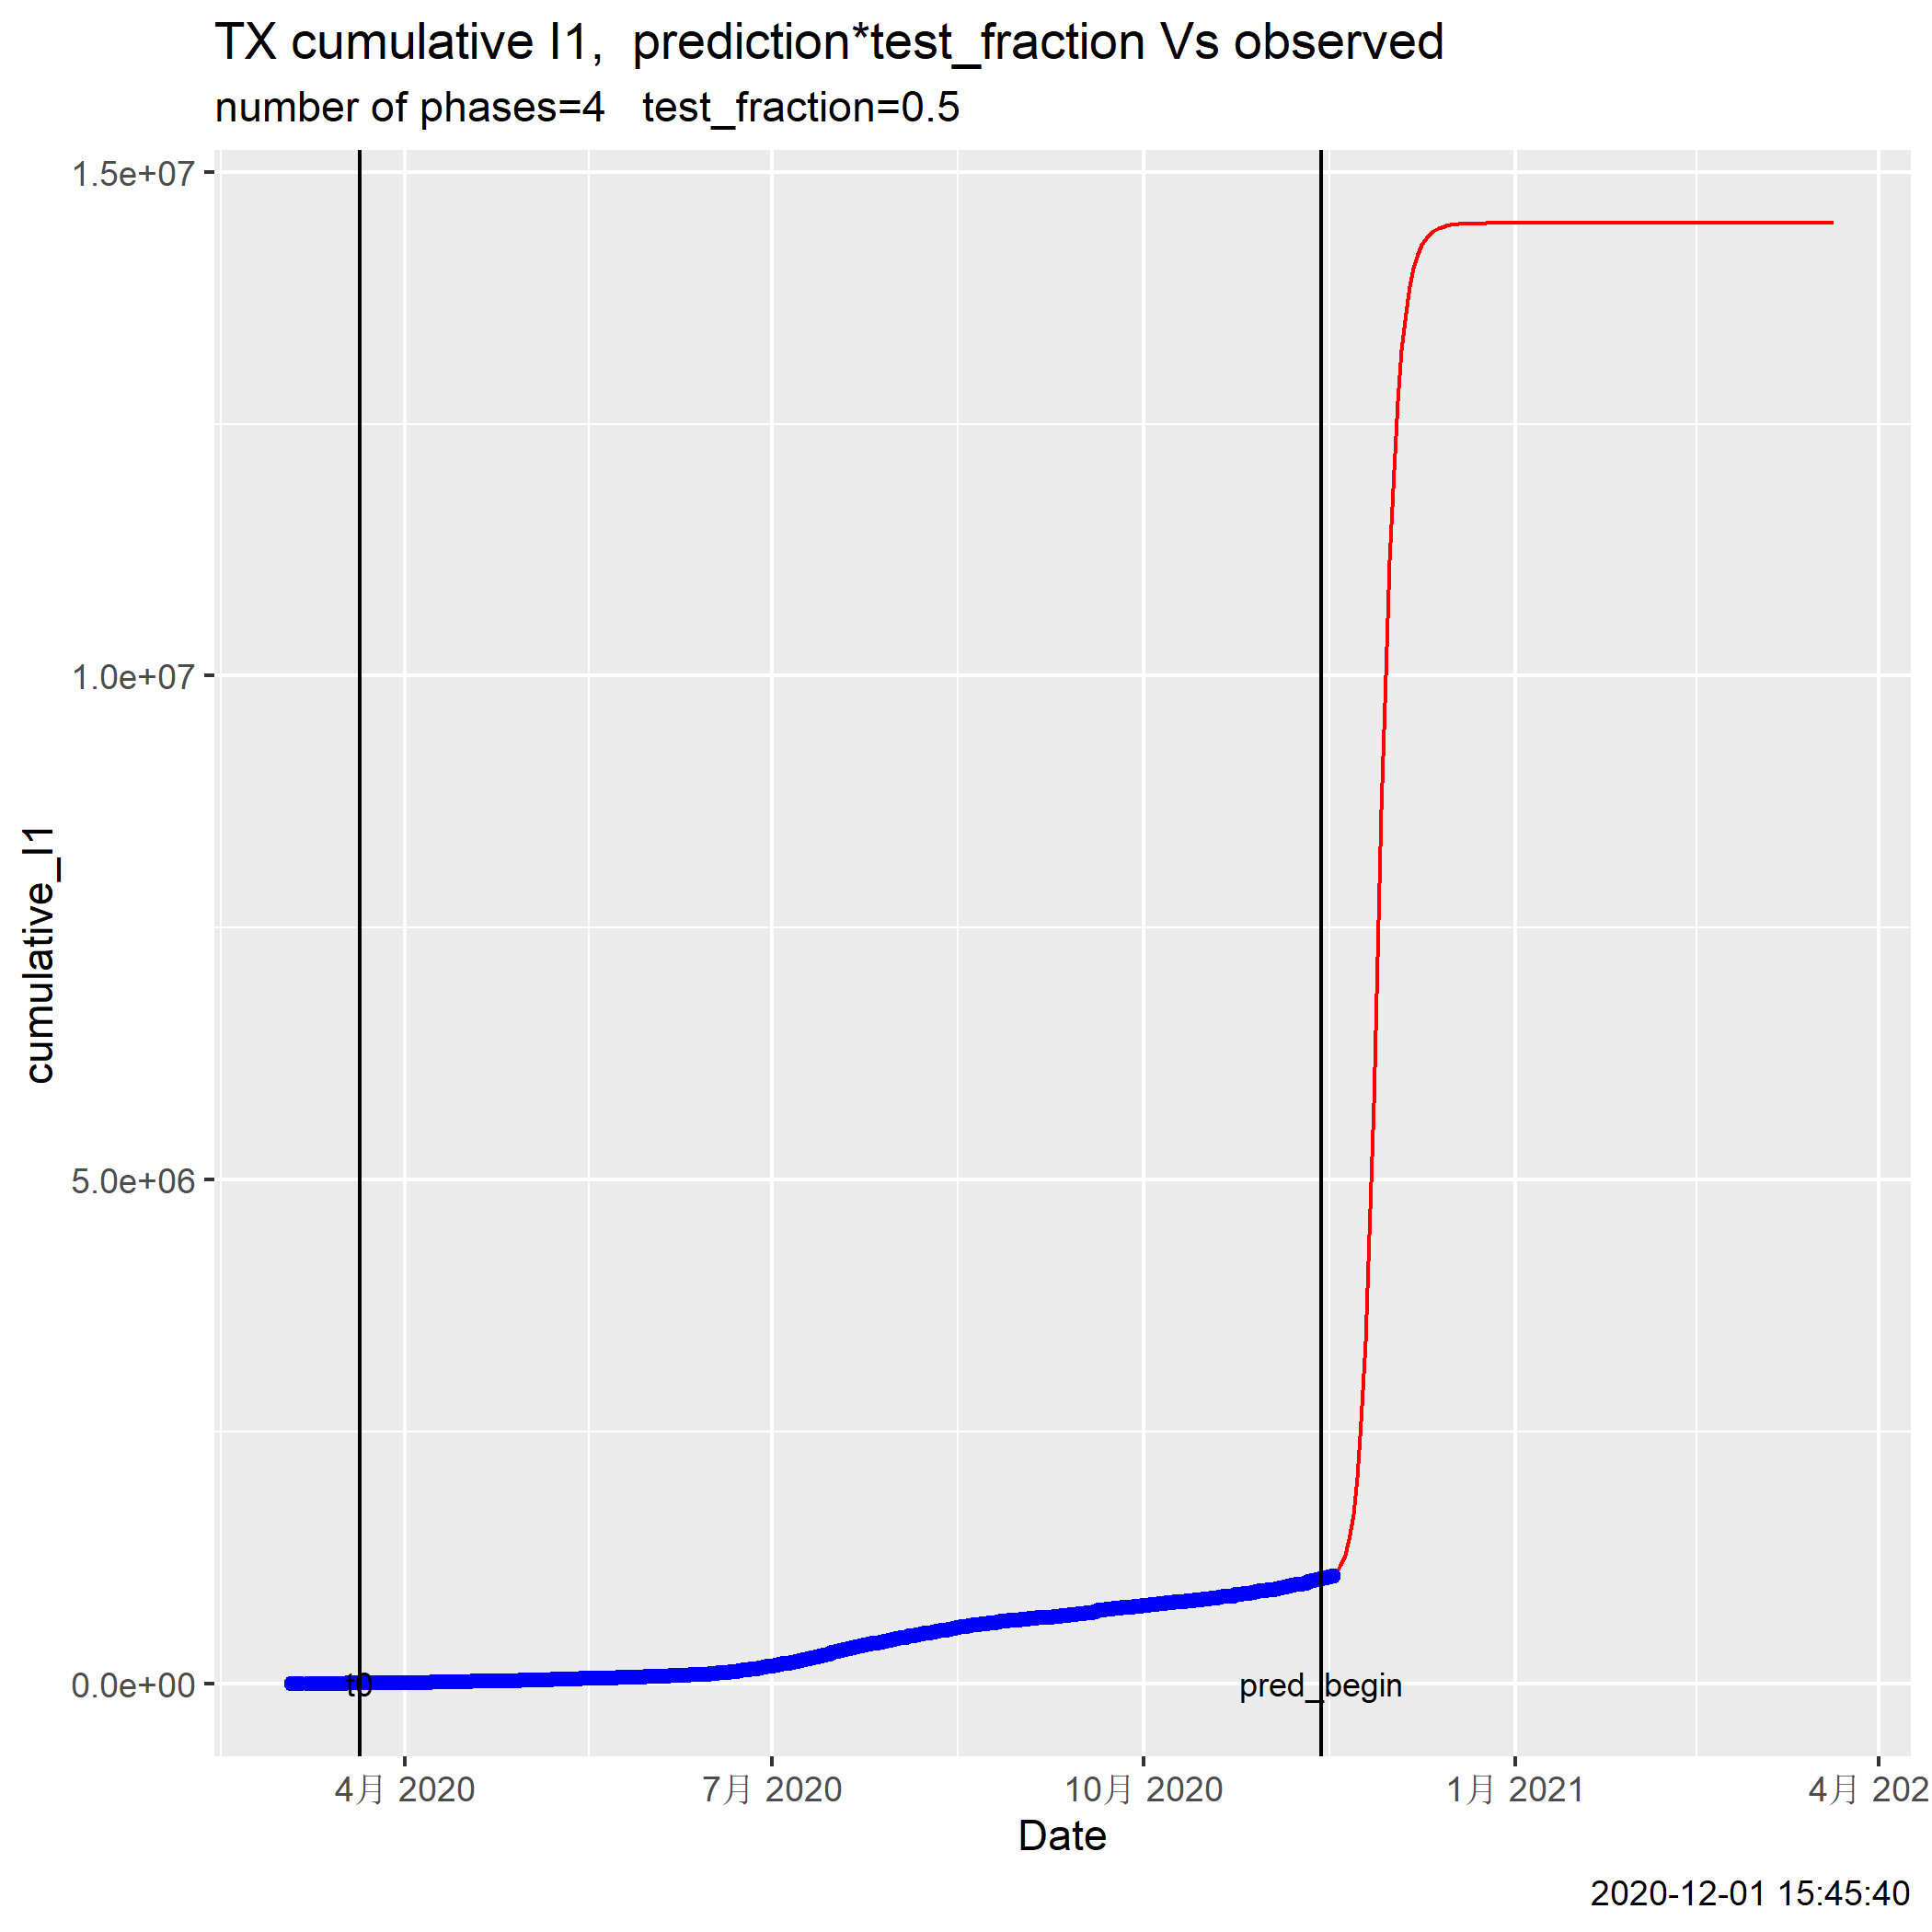 TX cumulative I1,  prediction*test_fraction Vs observed
number of phases=4   test_fraction=0.5
1.5e+07
1.0e+07
5.0e+06
0.0e+00
cumulative_I1
t0
pred_begin
4月 2020
7月 2020
10月 2020
1月 2021
4月 202
Date
2020-12-01 15:45:40